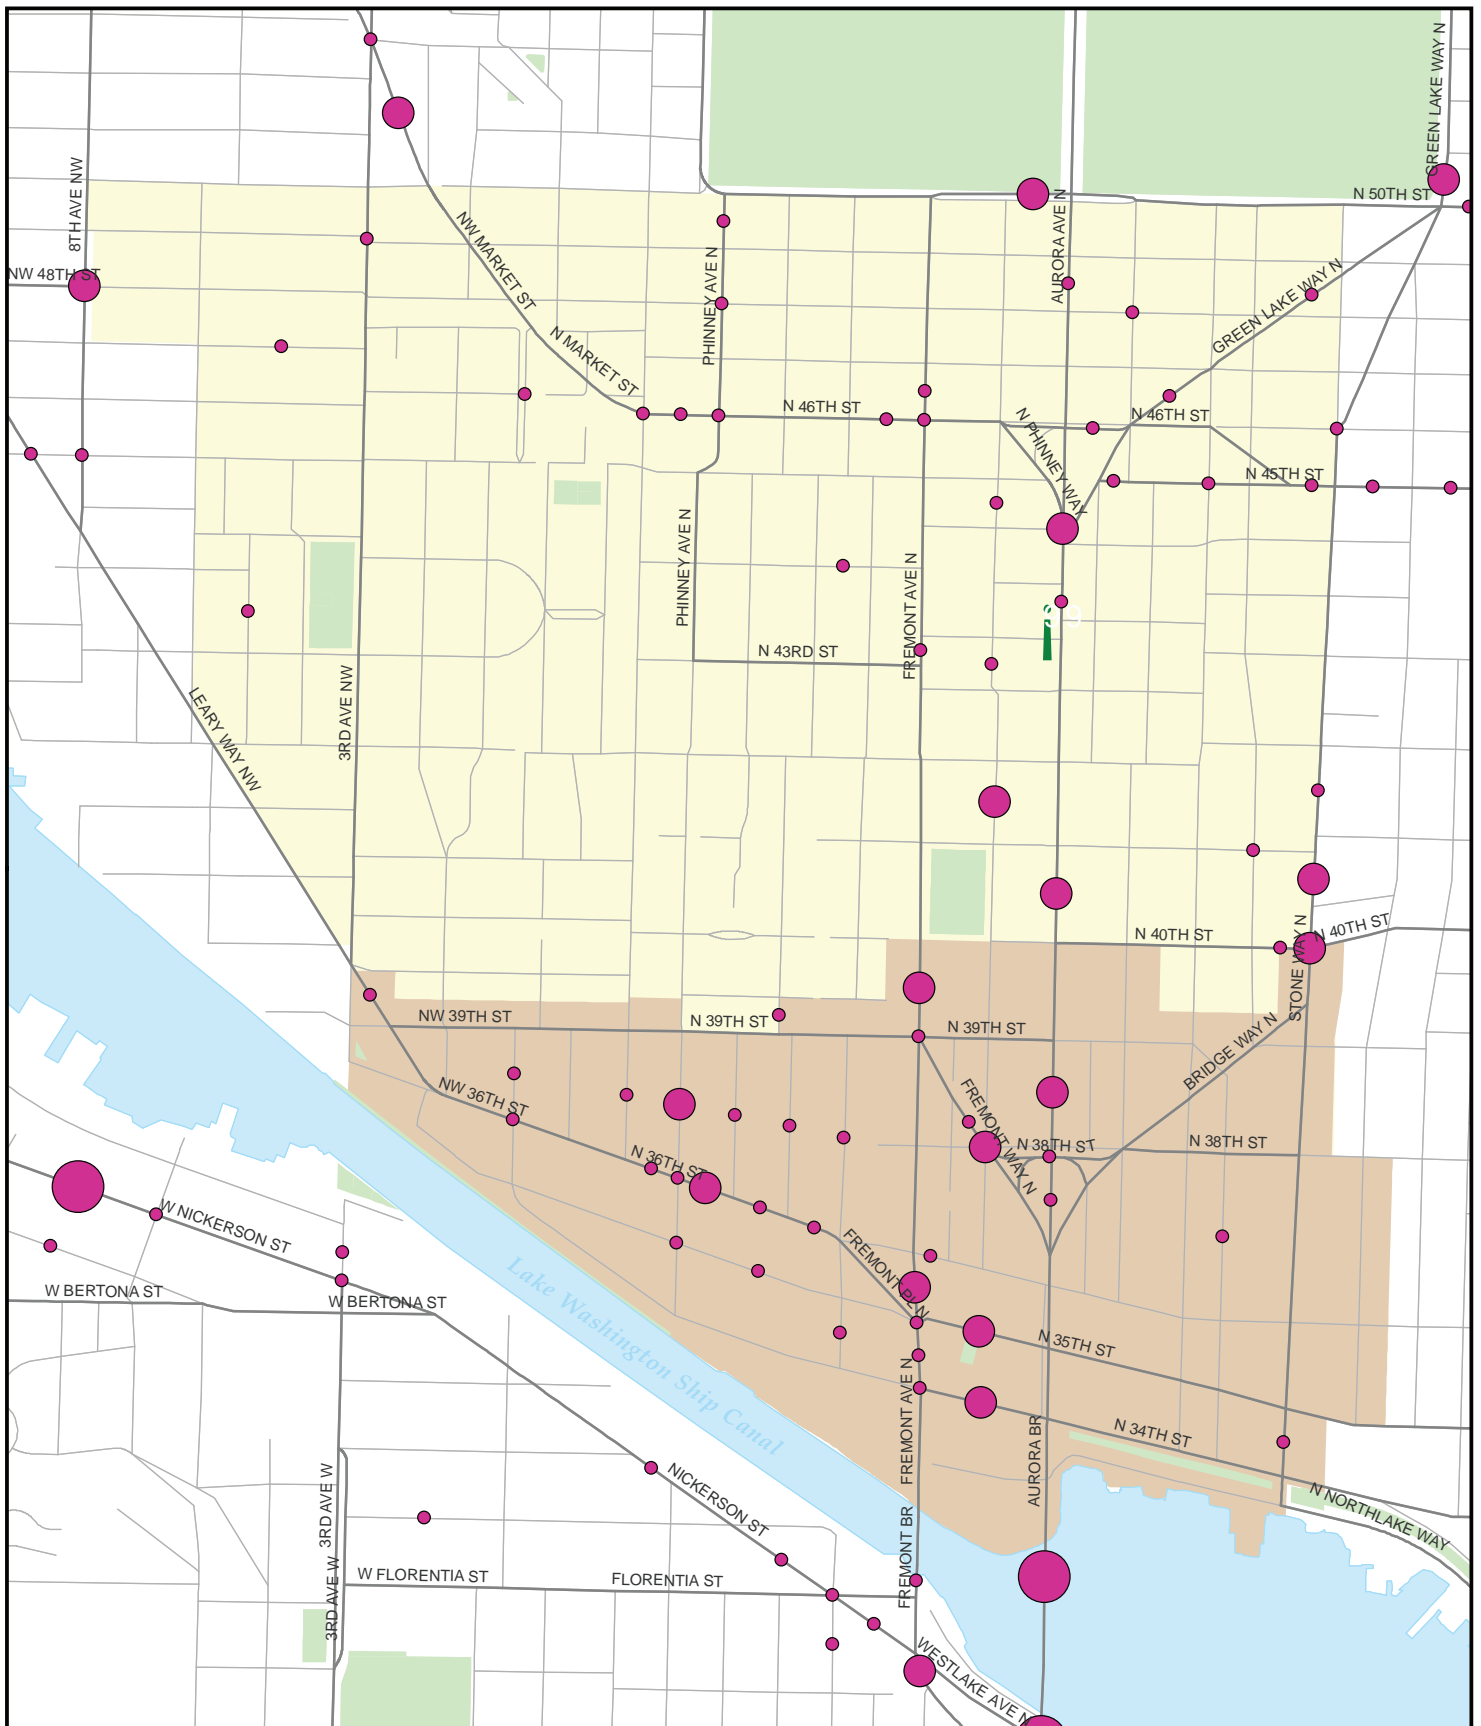 GREEN LAKE WAY N
N 50TH ST
8TH AVE NW
NW MARKET ST
AURORA AVE N
NW 48TH ST
PHINNEY AVE N
GREEN LAKE WAY N
N MARKET ST
N 46TH ST
N PHINNEY WAY
N 46TH ST
N 45TH ST
PHINNEY AVE N
FREMONT AVE N
99
N 43RD ST
LEARY WAY NW
3RD AVE NW
N 40TH ST
STONE WAY N
N 40TH ST
NW 39TH ST
N 39TH ST
N 39TH ST
BRIDGE WAY N
NW 36TH ST
FREMONT WAY N
N 38TH ST
N 38TH ST
N 36TH ST
W NICKERSON ST
FREMONT PL N
W BERTONA ST
W BERTONA ST
Lake Washington Ship Canal
N 35TH ST
FREMONT AVE N
AURORA BR
N 34TH ST
3RD AVE W
NICKERSON ST
N NORTHLAKE WAY
FREMONT BR
3RD AVE W
W FLORENTIA ST
FLORENTIA ST
WESTLAKE AVE N